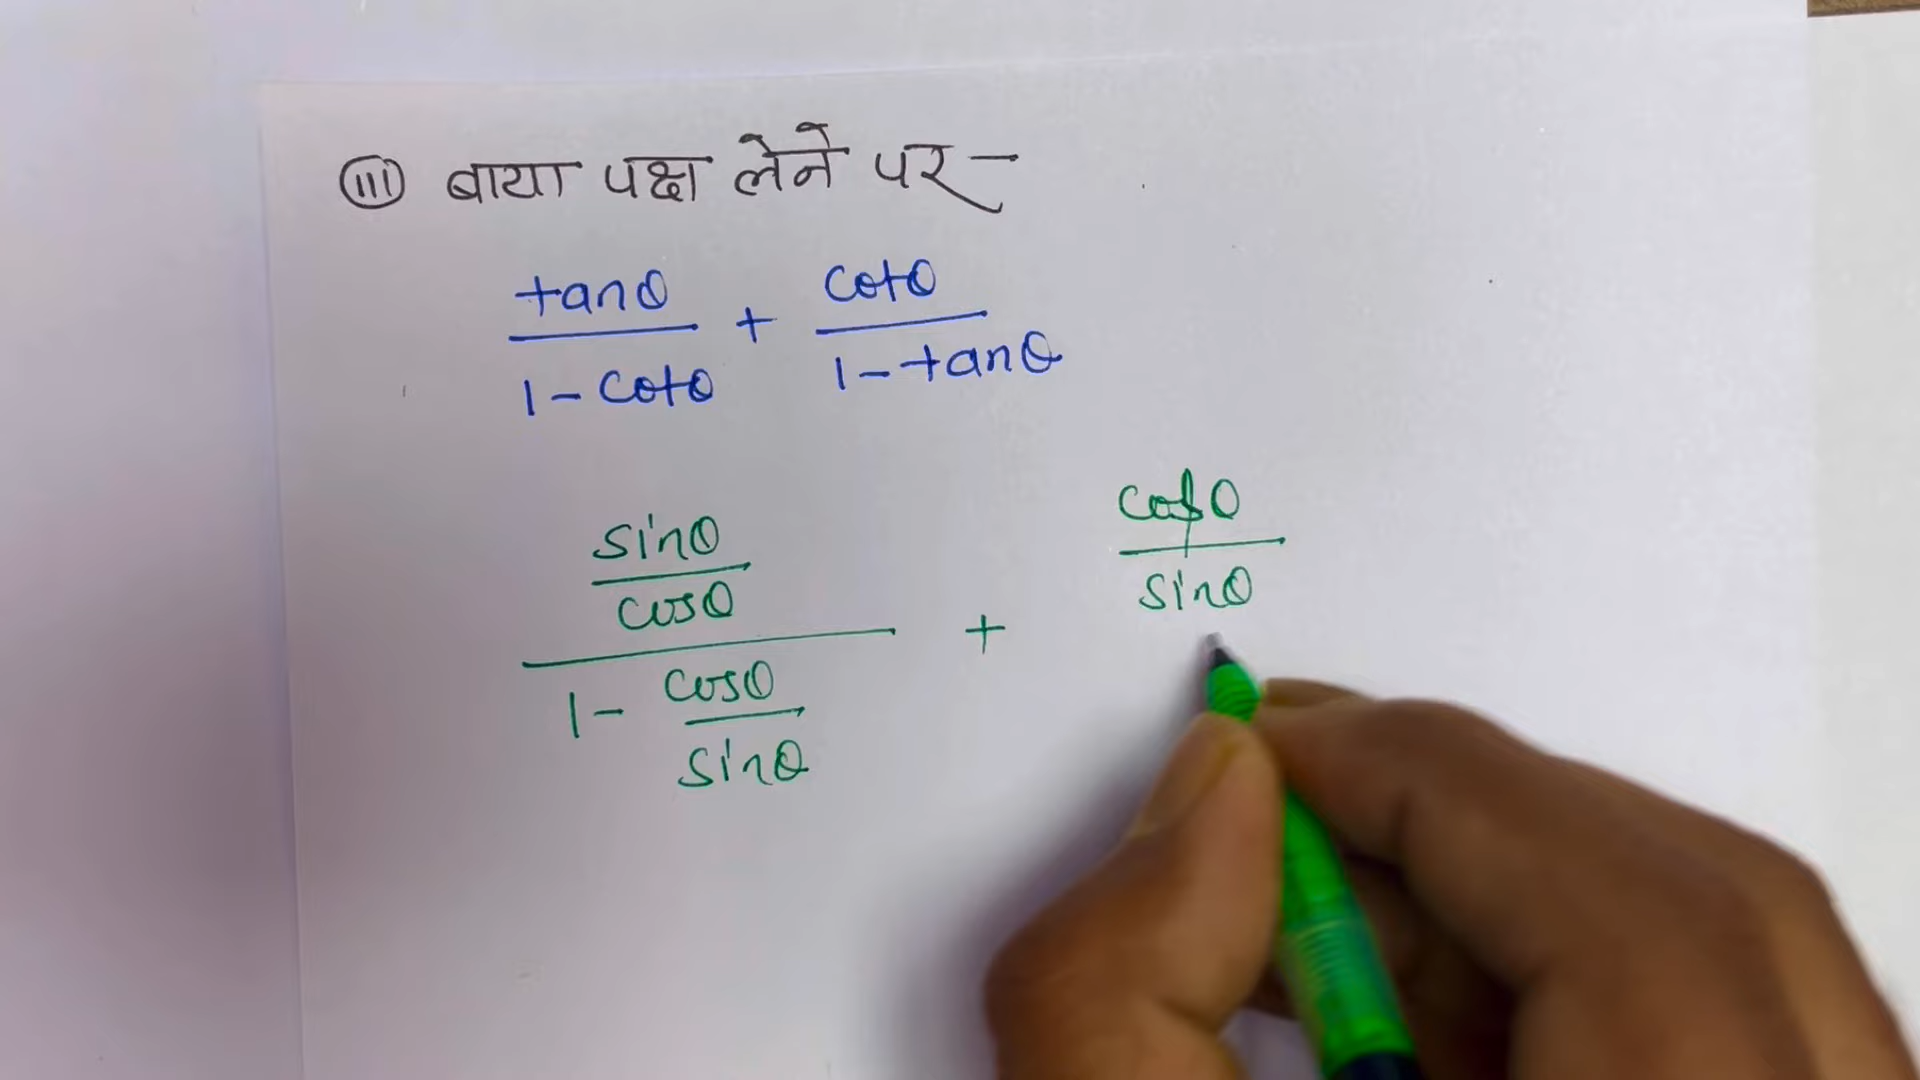 (iii) बाया पक्ष लेने पर –
tanθ/1-cotθ + cotθ/1-tanθ
sinθ/cosθ/1-cosθ/sinθ + cosθ/sinθ